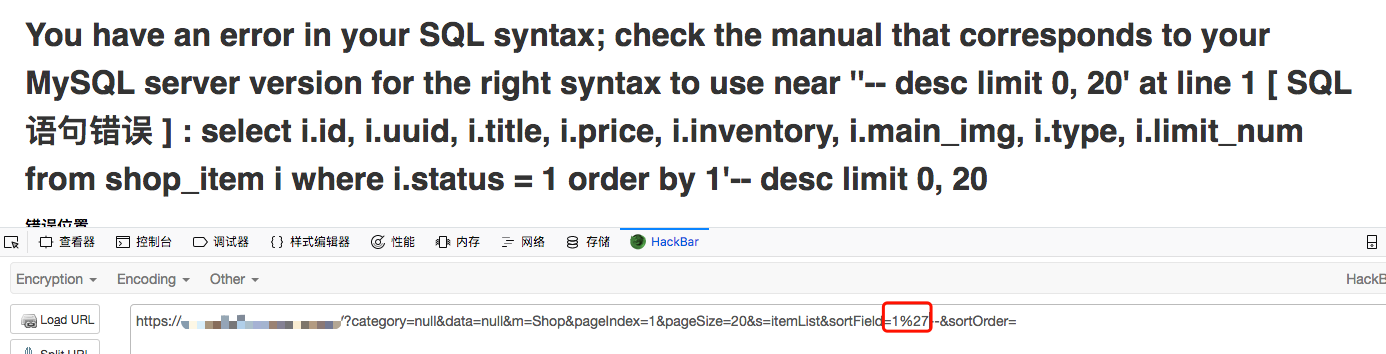 You have an error in your SQL syntax; check the manual that corresponds to your
MySQL server version for the right syntax to use near ''-- desc limit 0, 20' at line 1 [ SQL
语句错误 ] : select i.id, i.uuid, i.title, i.price, i.inventory, i.main_img, i.type, i.limit_num
from shop_item i where i.status = 1 order by 1'-- desc limit 0, 20
错误位置
查看器 控制台 调试器 {} 样式编辑器 性能 内存 网络 存储 HackBar
Encryption Encoding Other HackB
Load URL https:// /?category=null&data=null&m=Shop&pageIndex=1&pageSize=20&s=itemList&sortField=1%27--&sortOrder=
Split URL